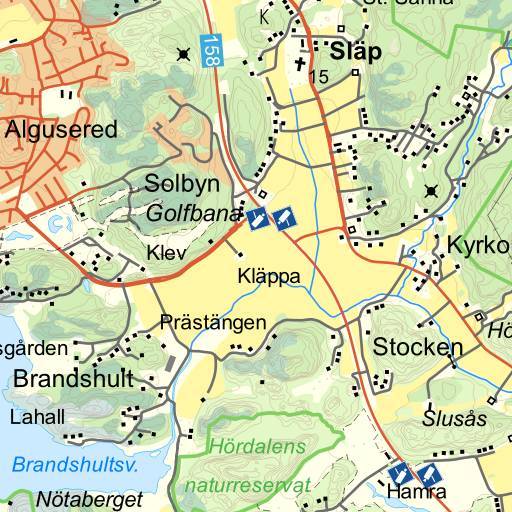 St. Sanna
K
158
Släp
15
Algusered
Solbyn
Golfbana
Klev
Kyrko
Kläppa
Prästängen
Hö
sgården
Stocken
Brandshult
Lahall
Slusås
Hördalens
naturreservat
Brandshultsv.
Nötaberget
Hamra